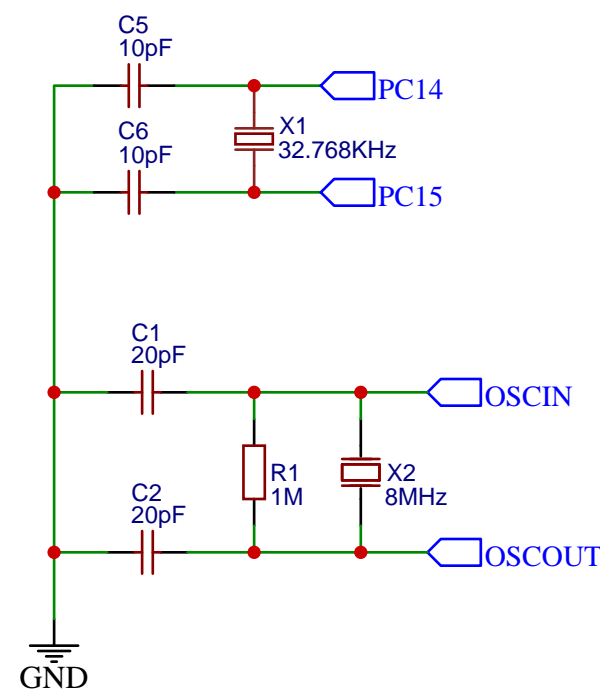 C5
10pF
PC14
X1
32.768KHz
C6
10pF
PC15
C1
20pF
OSCIN
R1
1M
X2
8MHz
C2
20pF
OSCOUT
GND